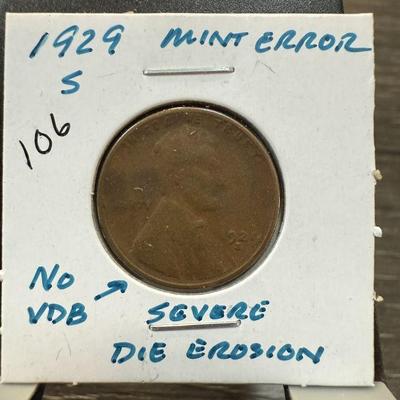 1929 MINT ERROR
S
106
NO
VDB → SEVERE
DIE EROSION